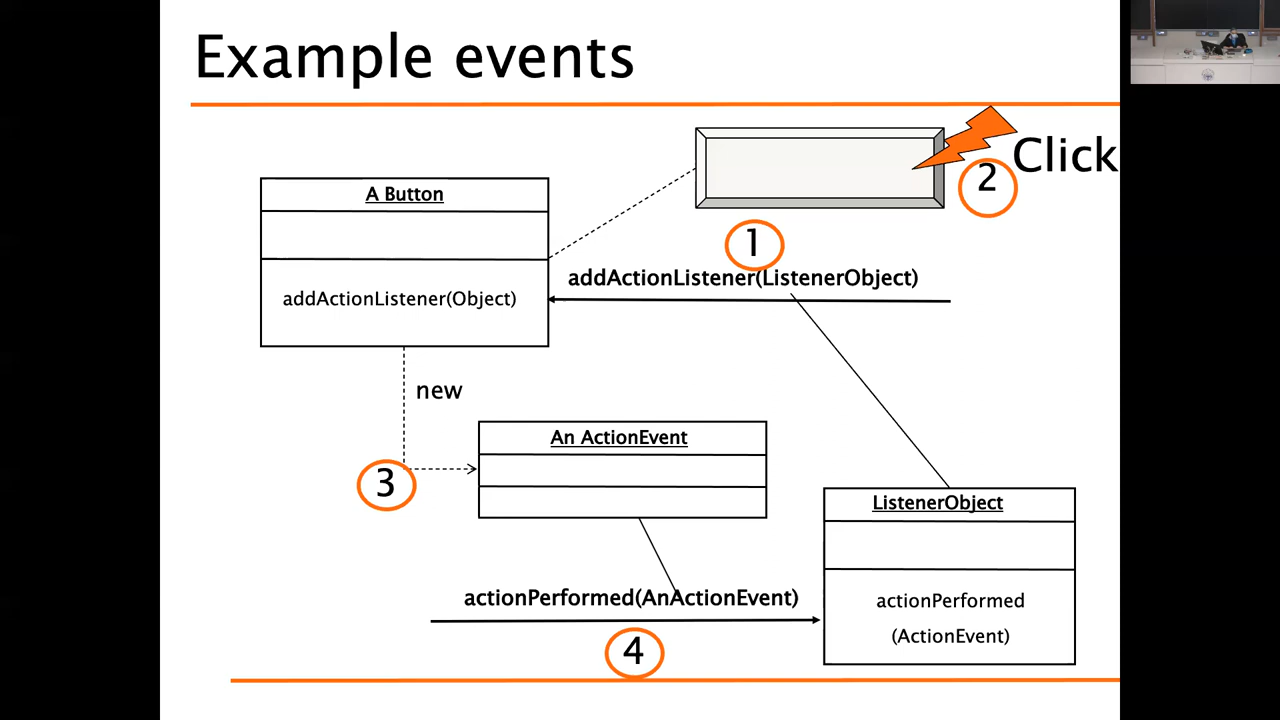 Example events
Click
2
A Button
1
addActionListener(ListenerObject)
addActionListener(Object)
new
An ActionEvent
3
ListenerObject
actionPerformed(AnActionEvent)
actionPerformed
(ActionEvent)
4